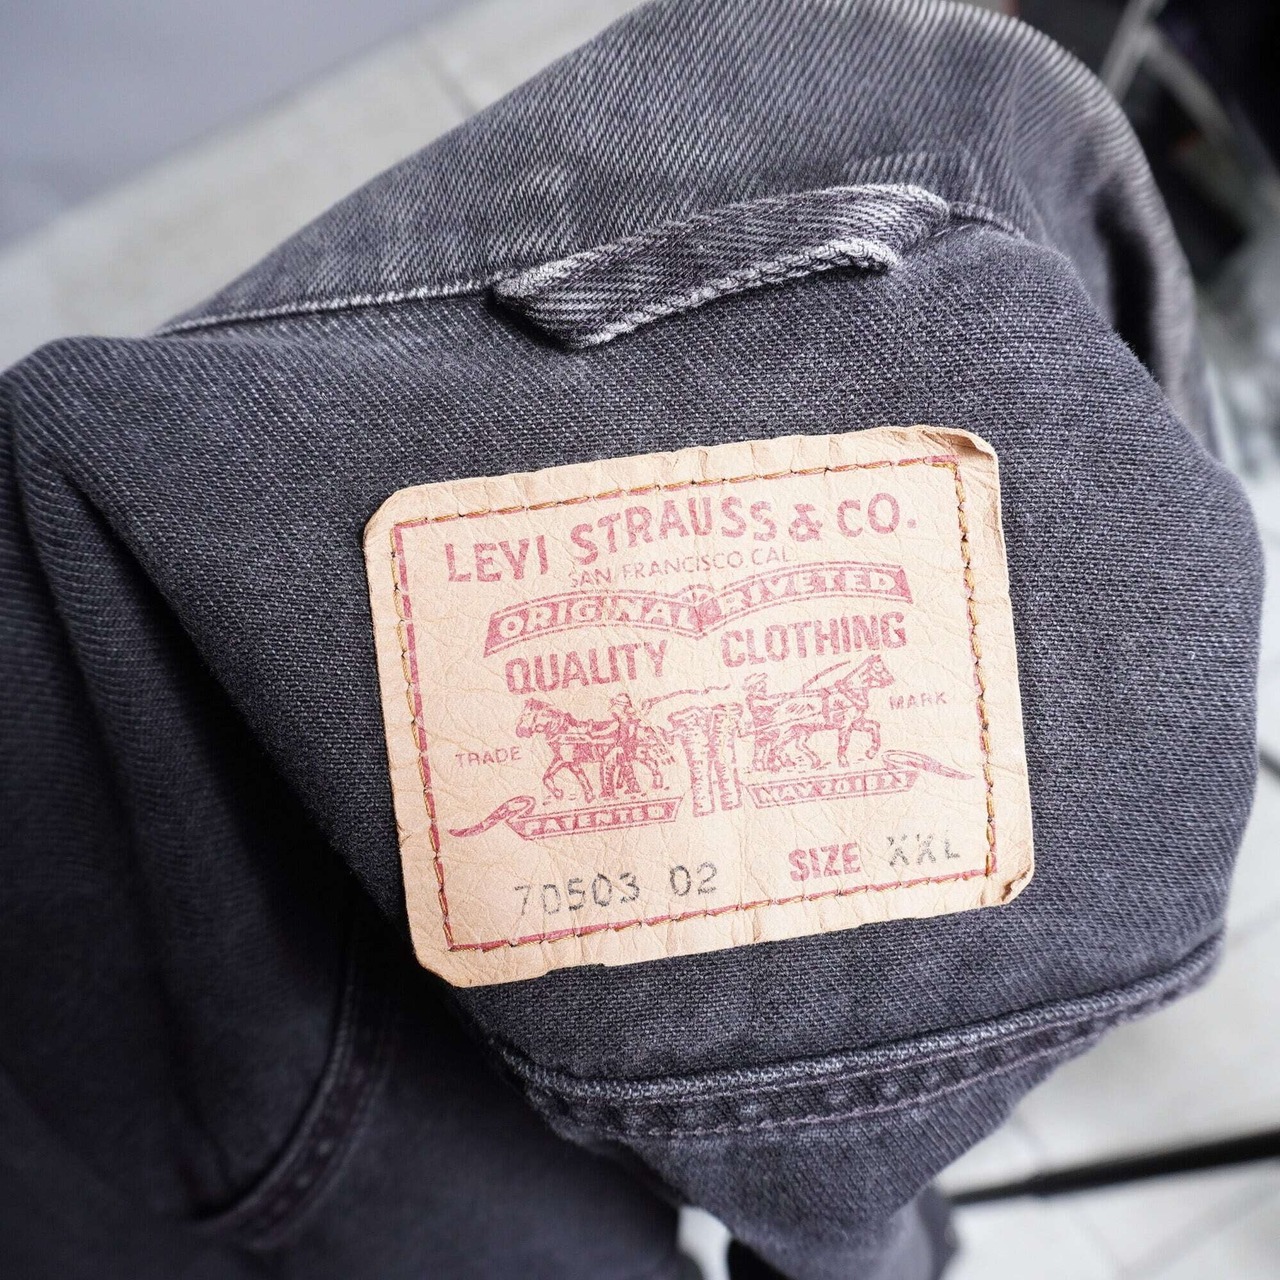 LEVI STRAUSS & CO.
SAN FRANCISCO CAL
ORIGINAL RIVETED
QUALITY CLOTHING
TRADE MARK
PATENTED MAY 20 1873
70503 02 SIZE XXL